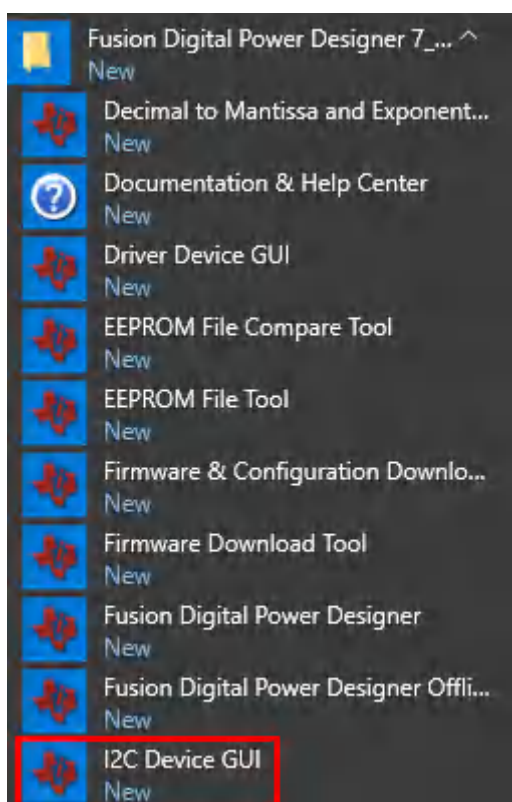 Fusion Digital Power Designer 7_...
New
Decimal to Mantissa and Exponent...
New
Documentation & Help Center
New
Driver Device GUI
New
EEPROM File Compare Tool
New
EEPROM File Tool
New
Firmware & Configuration Downlo...
New
Firmware Download Tool
New
Fusion Digital Power Designer
New
Fusion Digital Power Designer Offli...
New
I2C Device GUI
New